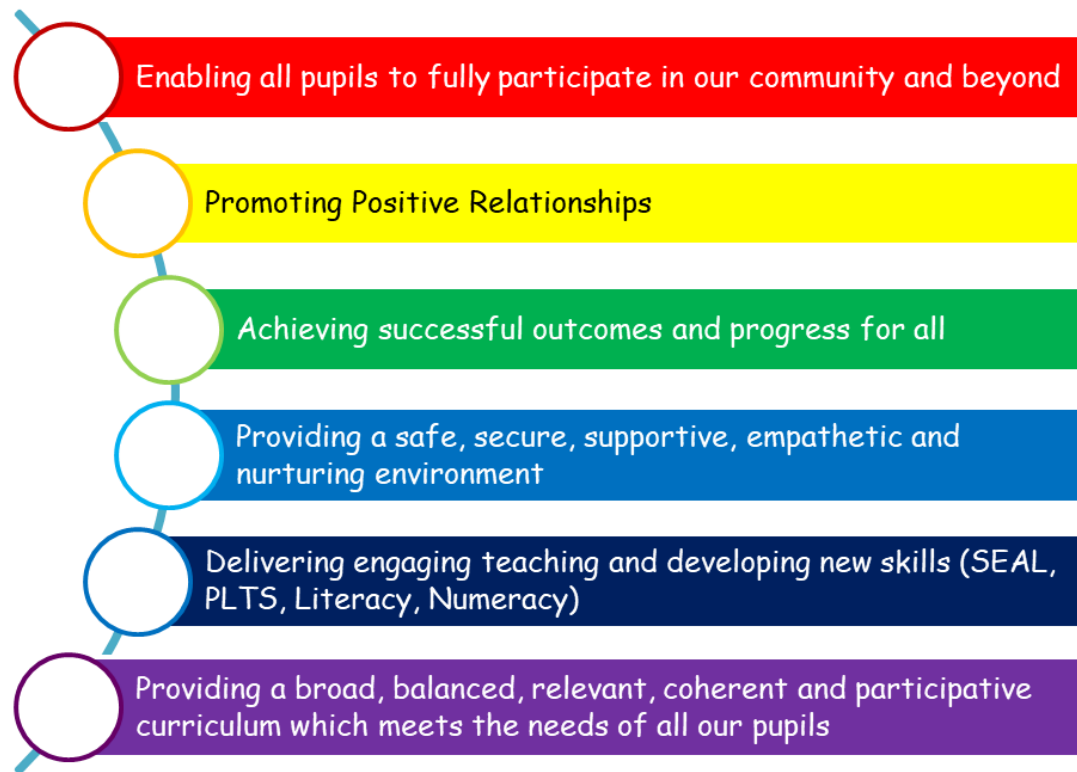 Enabling all pupils to fully participate in our community and beyond
Promoting Positive Relationships
Achieving successful outcomes and progress for all
Providing a safe, secure, supportive, empathetic and
nurturing environment
Delivering engaging teaching and developing new skills (SEAL,
PLTS, Literacy, Numeracy)
Providing a broad, balanced, relevant, coherent and participative
curriculum which meets the needs of all our pupils